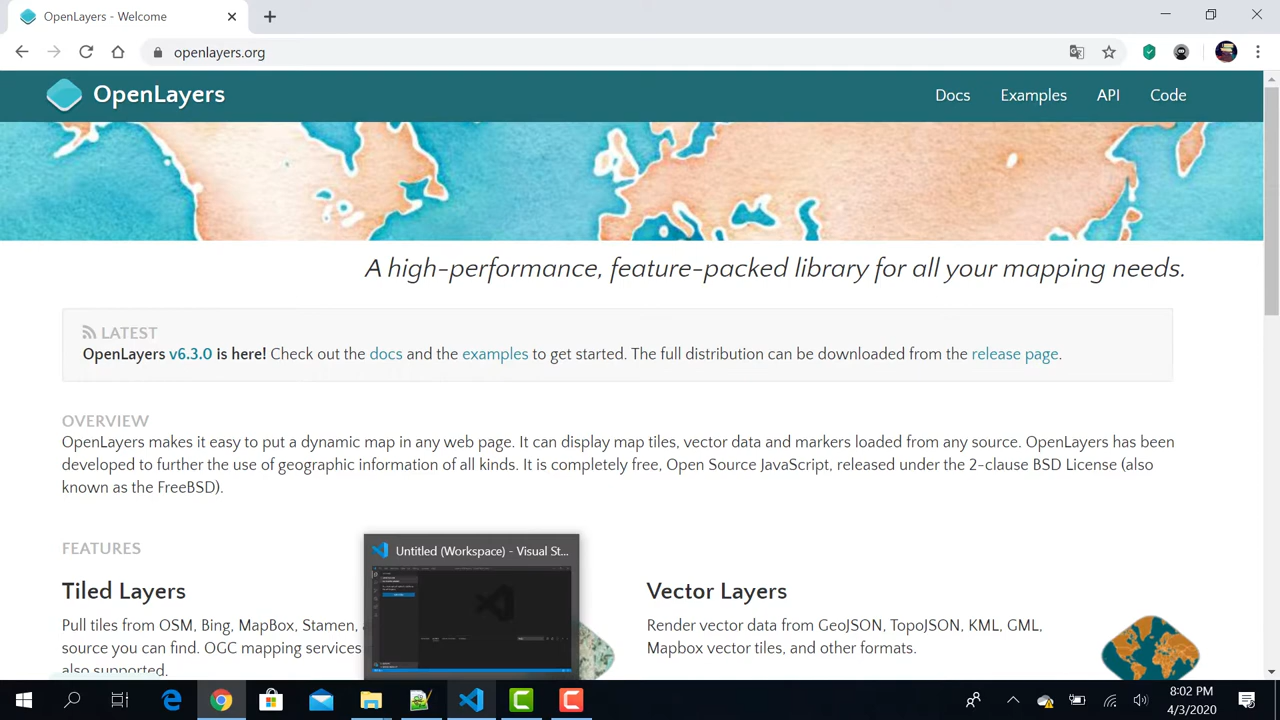 OpenLayers - Welcome
openlayers.org
OpenLayers
Docs Examples API Code
A high-performance, feature-packed library for all your mapping needs.
LATEST
OpenLayers v6.3.0 is here! Check out the docs and the examples to get started. The full distribution can be downloaded from the release page.
OVERVIEW
OpenLayers makes it easy to put a dynamic map in any web page. It can display map tiles, vector data and markers loaded from any source. OpenLayers has been
developed to further the use of geographic information of all kinds. It is completely free, Open Source JavaScript, released under the 2-clause BSD License (also
known as the FreeBSD).
FEATURES
Untitled (Workspace) - Visual St...
Tiled Layers
Pull tiles from OSM, Bing, MapBox, Stamen,
source you can find. OGC mapping services
also supported.
Vector Layers
Render vector data from GeoJSON, TopoJSON, KML, GML,
Mapbox vector tiles, and other formats.
8:02 PM
4/3/2020